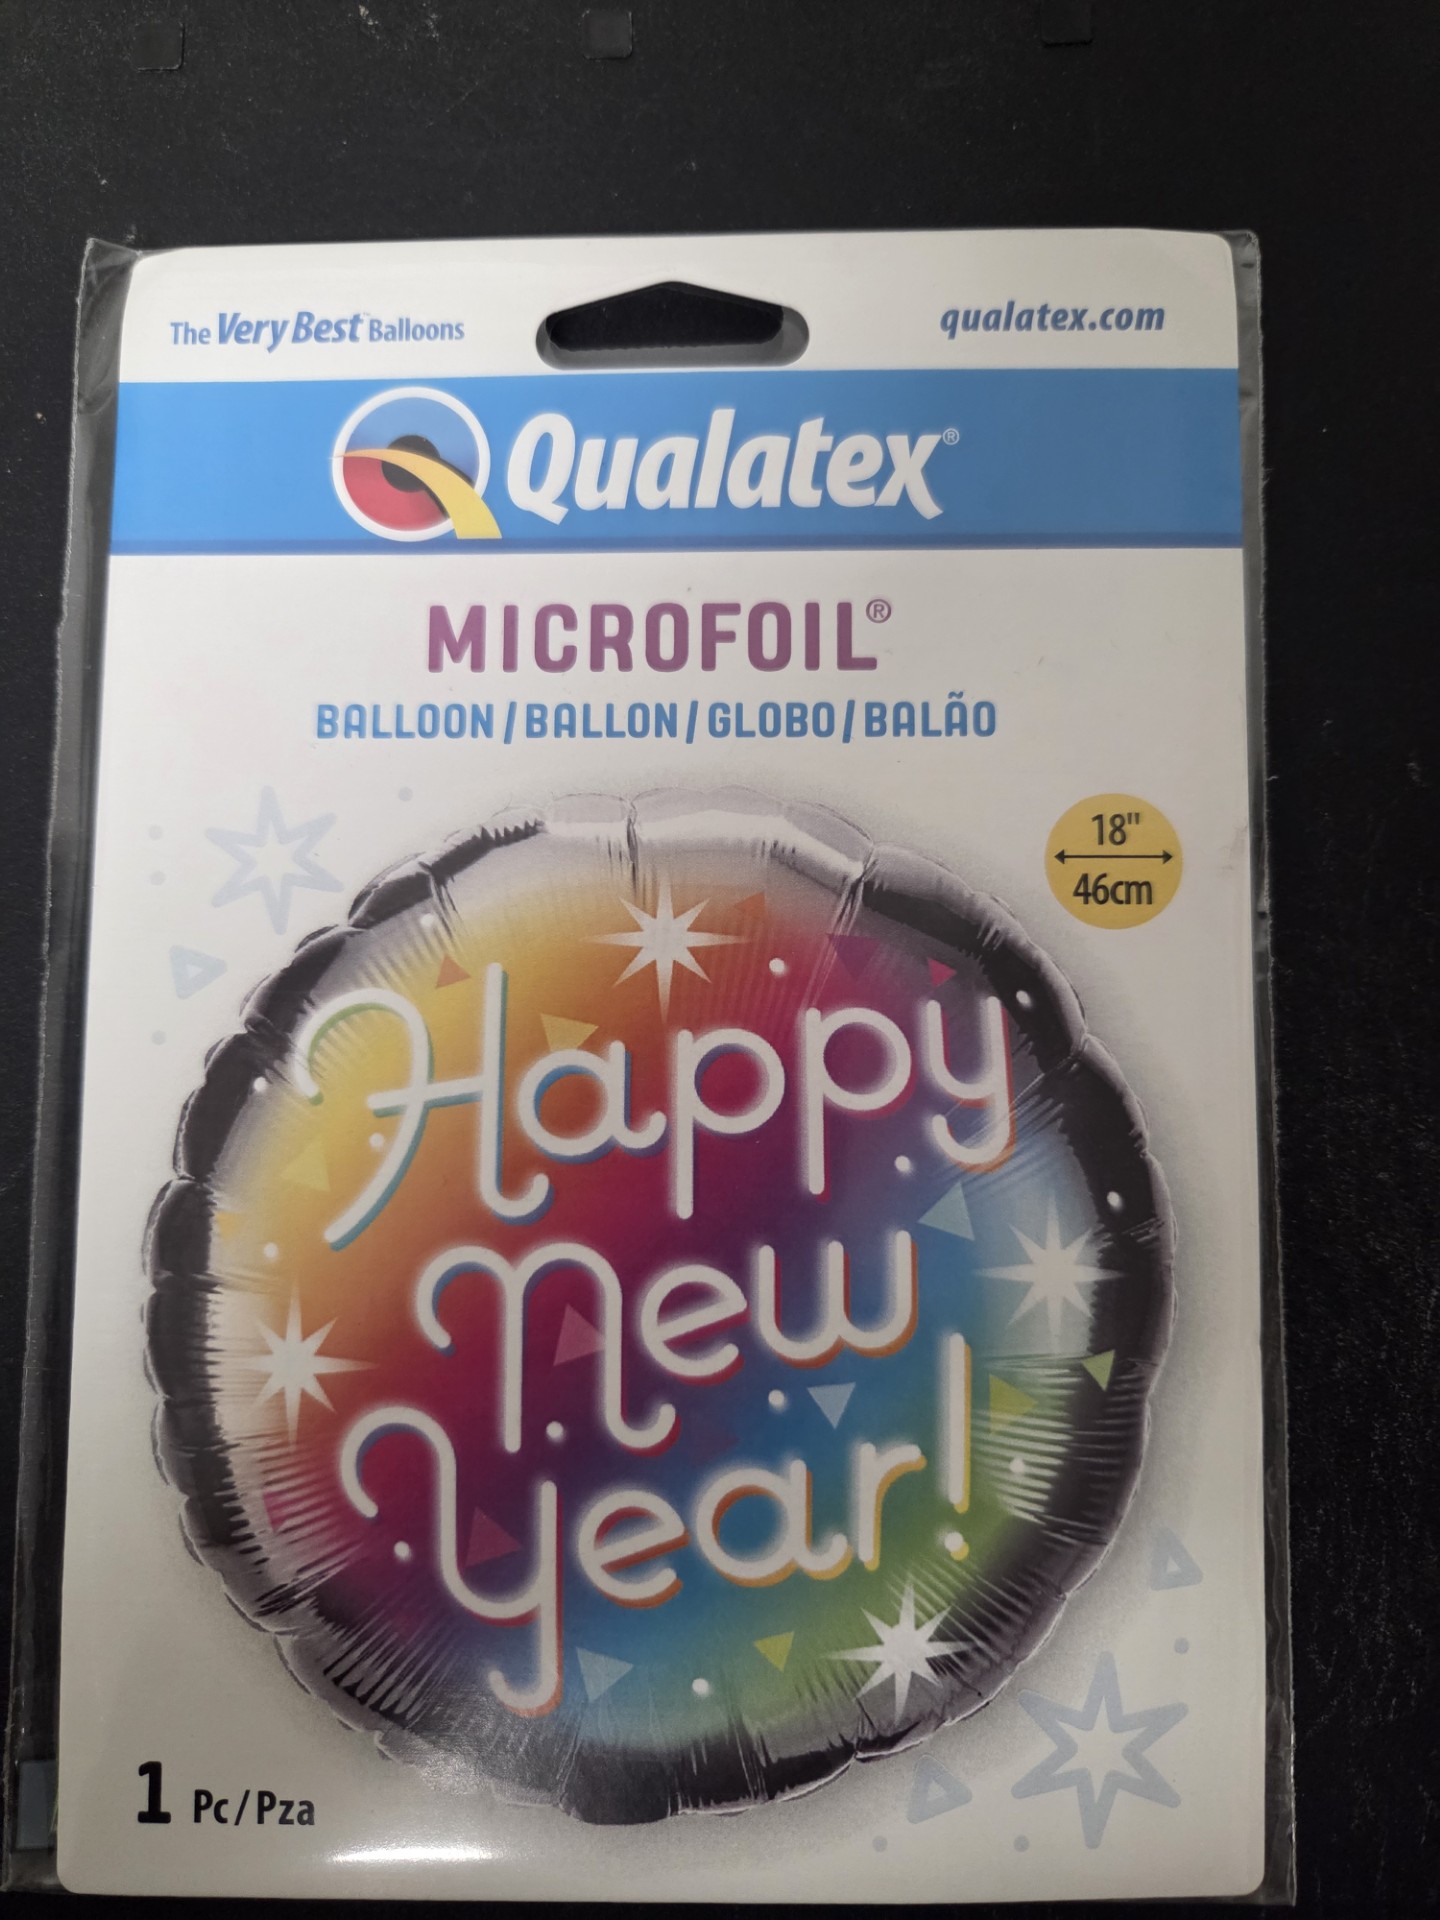 The Very Best™ Balloons
qualatex.com
Qualatex®
MICROFOIL®
BALLOON/BALLON/GLOBO/BALÃO
18"
46cm
Happy
New
Year!
1 Pc/Pza